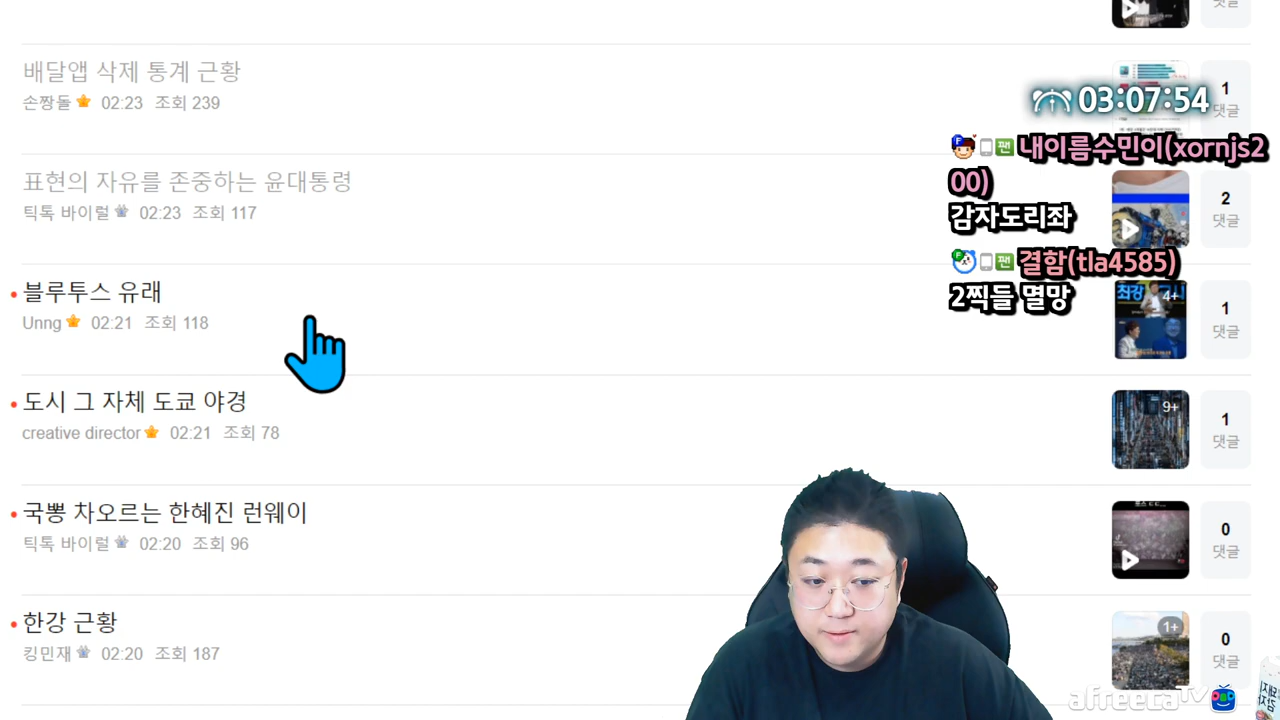 댓글
배달앱 삭제 통계 근황
손짱돌 02:23 조회 239
1
댓글
03:07:54
표현의 자유를 존중하는 윤대통령
틱톡 바이럴 02:23 조회 117
2
댓글
팬 내이름수민이(xornjs2
00)
감자도리좌
팬 결함(tla4585)
2찍들 멸망
블루투스 유래
Unng 02:21 조회 118
최강
4+
1
댓글
도시 그 자체 도쿄 야경
creative director 02:21 조회 78
9+
1
댓글
국뽕 차오르는 한혜진 런웨이
틱톡 바이럴 02:20 조회 96
0
댓글
한강 근황
킹민재 02:20 조회 187
1+
0
댓글
afreecaTV